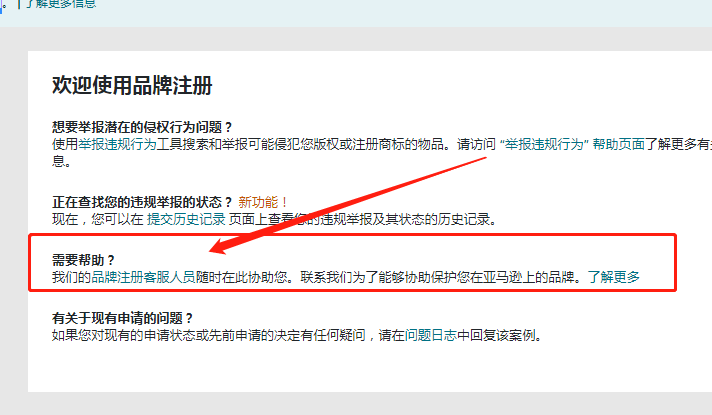 。 | 了解更多信息
欢迎使用品牌注册
想要举报潜在的侵权行为问题？
使用举报违规行为工具搜索和举报可能侵犯您版权或注册商标的物品。请访问 “举报违规行为” 帮助页面了解更多有关
息。
正在查找您的违规举报的状态？ 新功能！
现在，您可以在 提交历史记录 页面上查看您的违规举报及其状态的历史记录。
需要帮助？
我们的品牌注册客服人员随时在此协助您。联系我们为了能够协助保护您在亚马逊上的品牌。了解更多
有关于现有申请的问题？
如果您对现有的申请状态或先前申请的决定有任何疑问，请在问题日志中回复该案例。